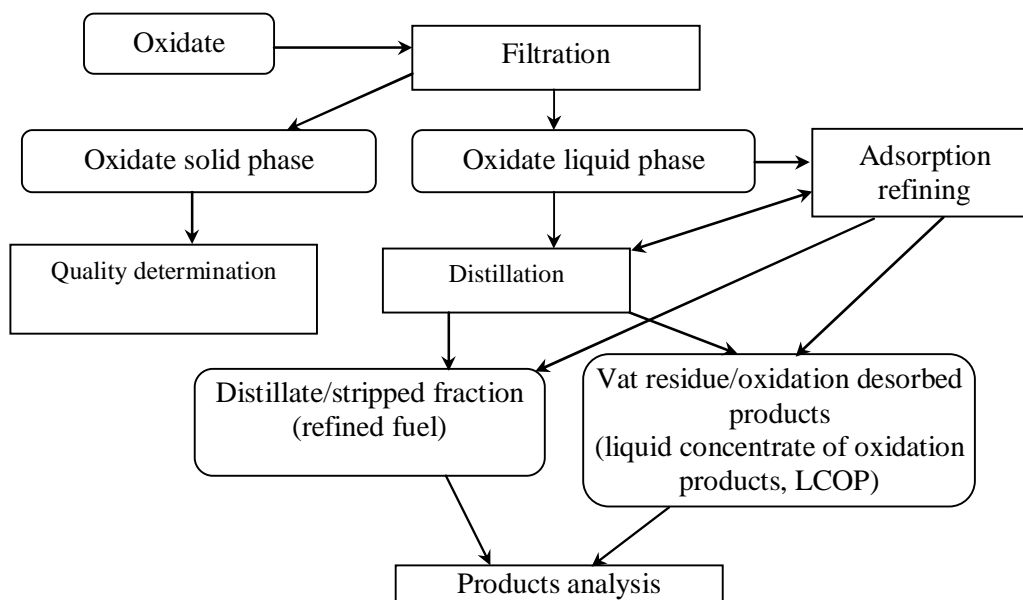 Oxidate
Filtration
Oxidate solid phase
Oxidate liquid phase
Adsorption
refining
Quality determination
Distillation
Distillate/stripped fraction
(refined fuel)
Vat residue/oxidation desorbed
products
(liquid concentrate of oxidation
products, LCOP)
Products analysis